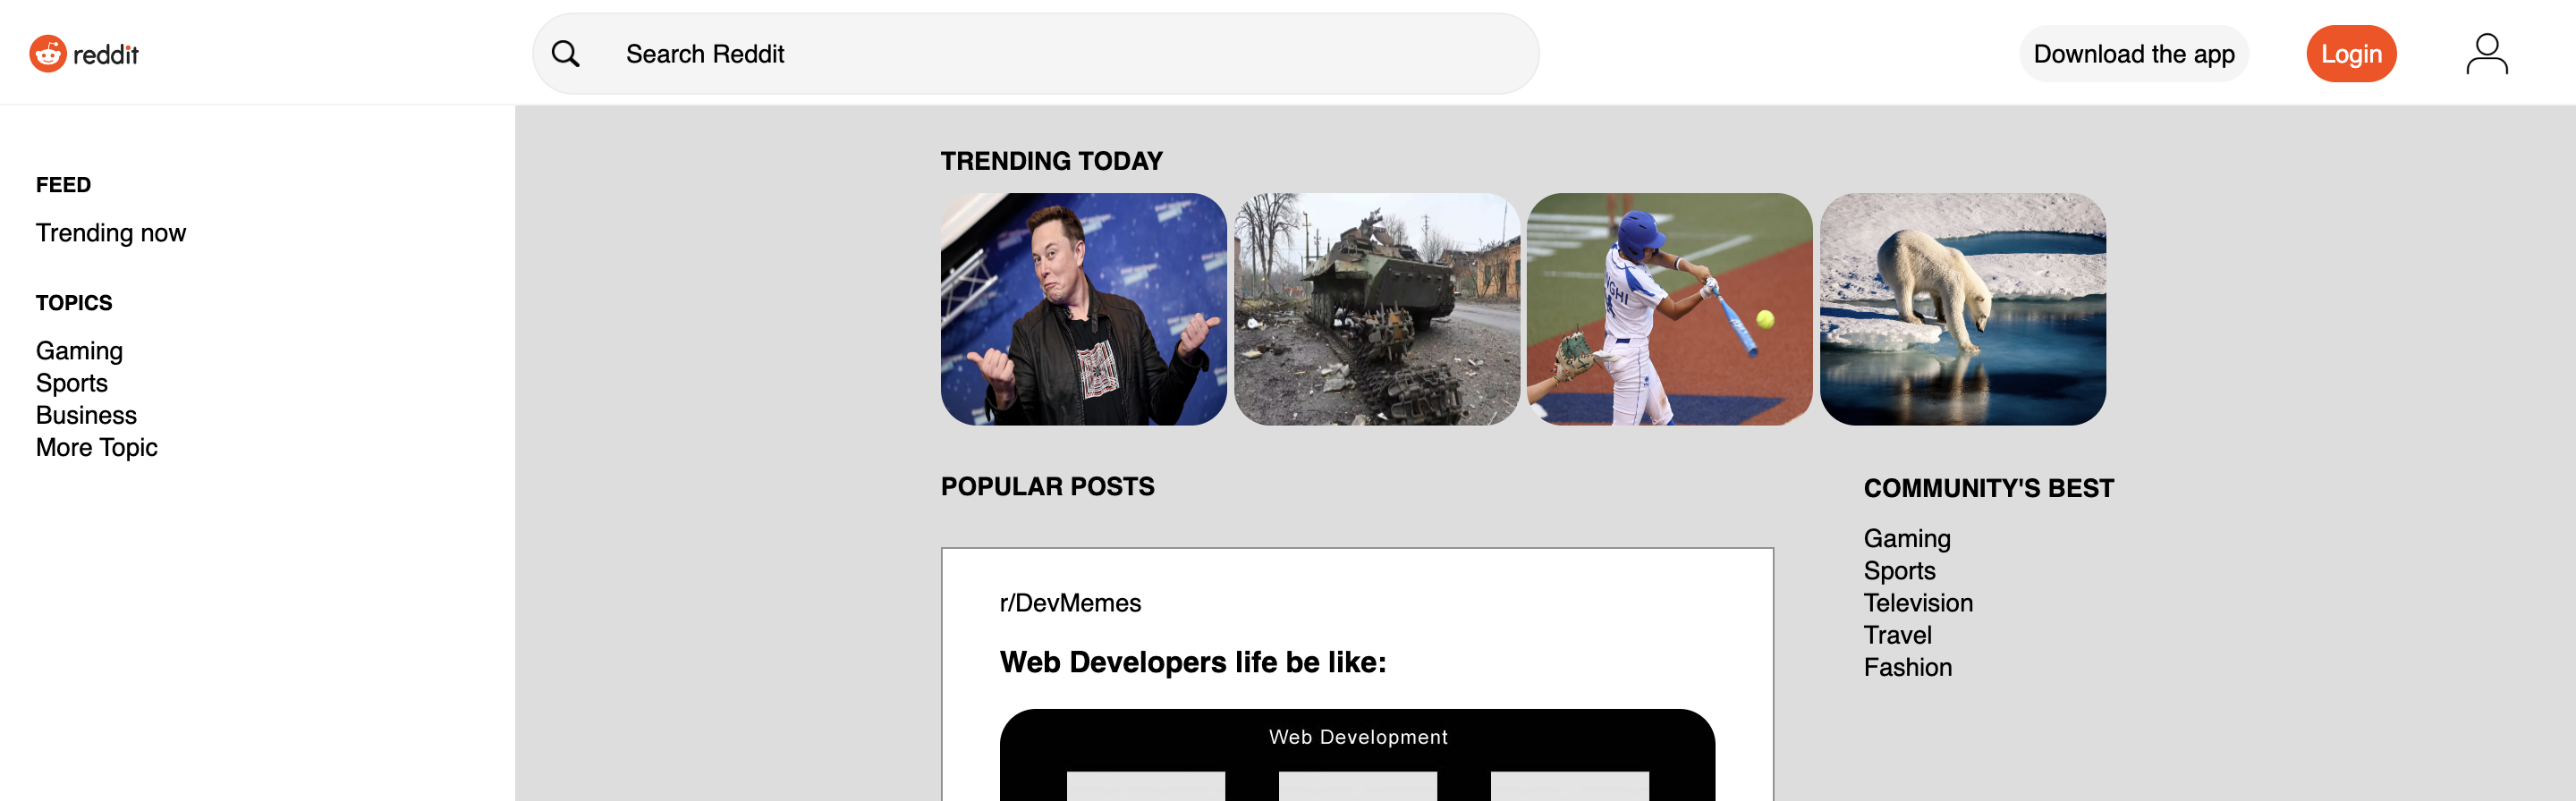 reddit
Search Reddit
Download the app
Login
FEED
Trending now
TOPICS
Gaming
Sports
Business
More Topic
TRENDING TODAY
POPULAR POSTS
r/DevMemes
Web Developers life be like:
Web Development
COMMUNITY'S BEST
Gaming
Sports
Television
Travel
Fashion